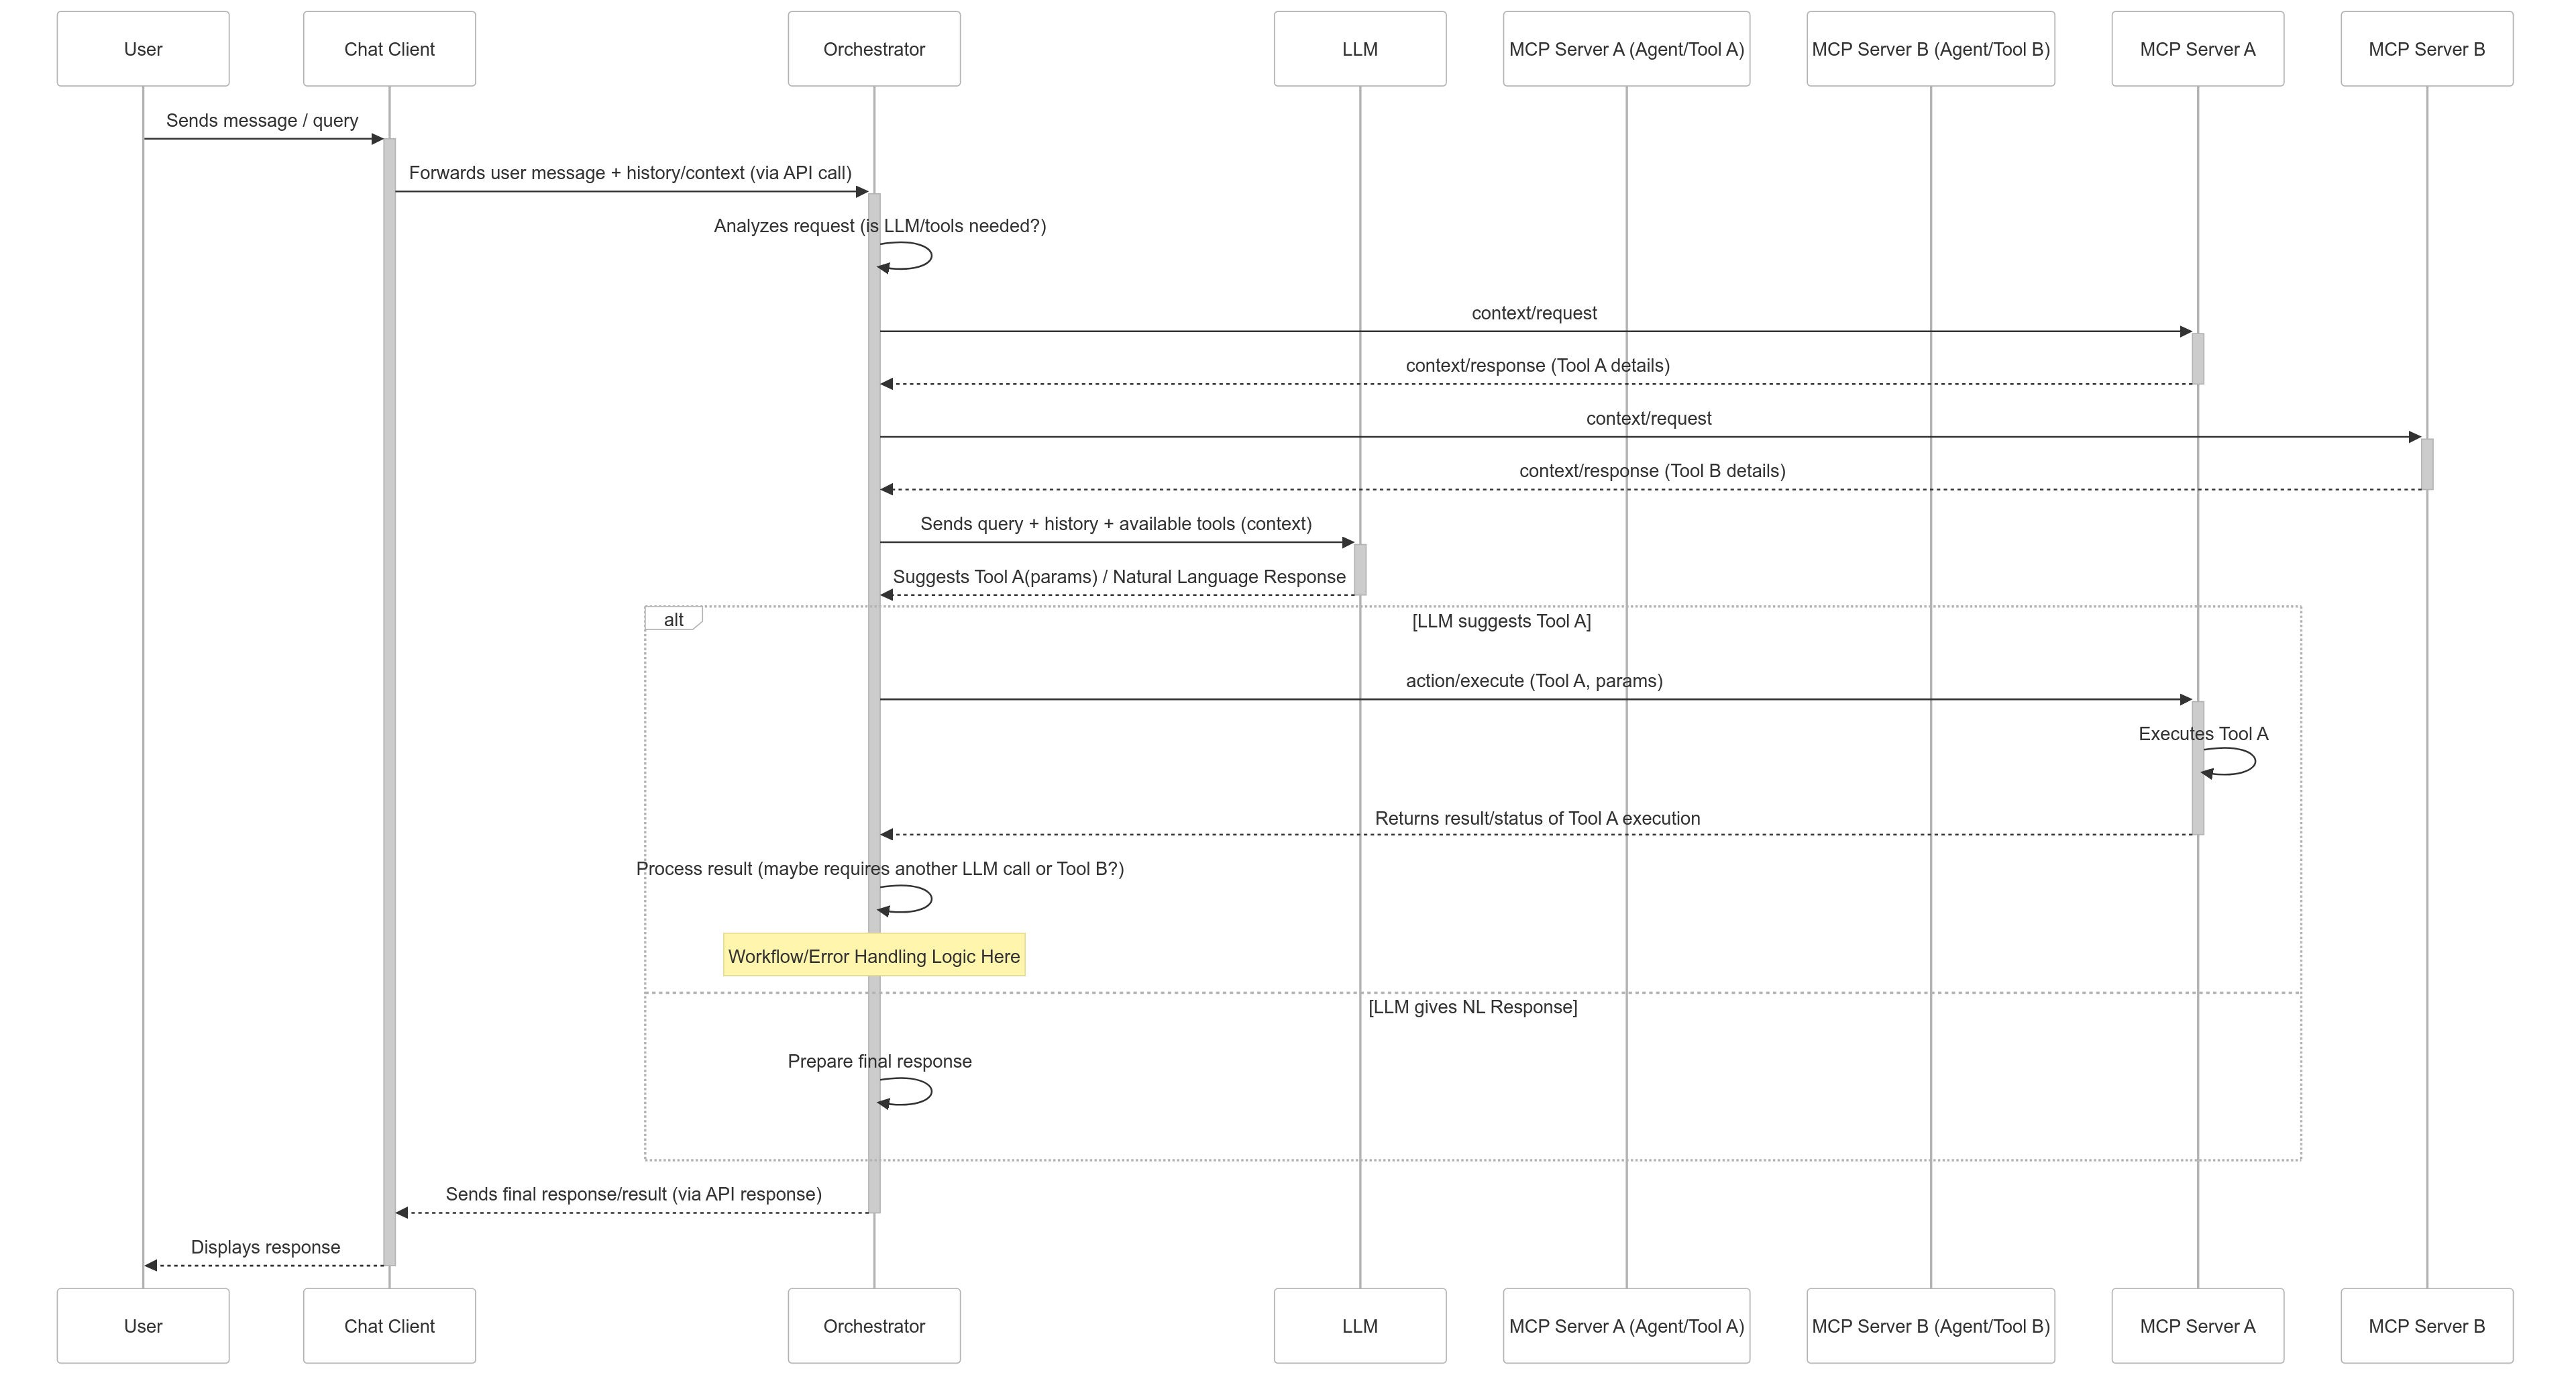 User
Chat Client
Orchestrator
LLM
MCP Server A (Agent/Tool A)
MCP Server B (Agent/Tool B)
MCP Server A
MCP Server B
Sends message / query
Forwards user message + history/context (via API call)
Analyzes request (is LLM/tools needed?)
context/request
context/response (Tool A details)
context/request
context/response (Tool B details)
Sends query + history + available tools (context)
Suggests Tool A(params) / Natural Language Response
alt
[LLM suggests Tool A]
action/execute (Tool A, params)
Executes Tool A
Returns result/status of Tool A execution
Process result (maybe requires another LLM call or Tool B?)
Workflow/Error Handling Logic Here
[LLM gives NL Response]
Prepare final response
Sends final response/result (via API response)
Displays response
User
Chat Client
Orchestrator
LLM
MCP Server A (Agent/Tool A)
MCP Server B (Agent/Tool B)
MCP Server A
MCP Server B